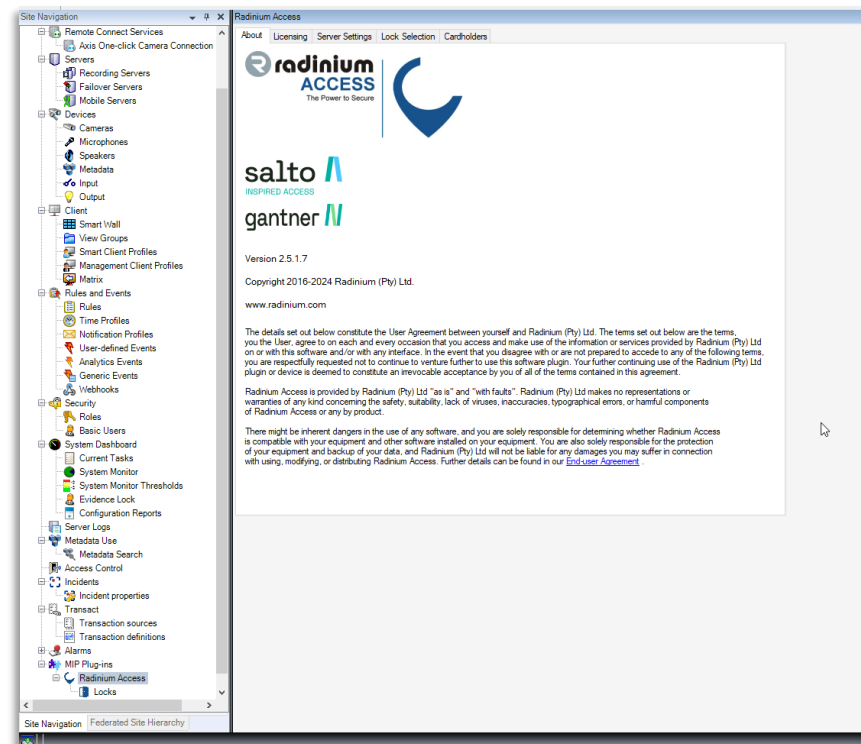 Site Navigation
Remote Connect Services
Axis One-click Camera Connection
Servers
Recording Servers
Failover Servers
Mobile Servers
Devices
Cameras
Microphones
Speakers
Metadata
Input
Output
Client
Smart Wall
View Groups
Smart Client Profiles
Management Client Profiles
Matrix
Rules and Events
Rules
Time Profiles
Notification Profiles
User-defined Events
Analytics Events
Generic Events
Webhooks
Security
Roles
Basic Users
System Dashboard
Current Tasks
System Monitor
System Monitor Thresholds
Evidence Lock
Configuration Reports
Server Logs
Metadata Use
Metadata Search
Access Control
Incidents
Incident properties
Transact
Transaction sources
Transaction definitions
Alarms
MIP Plug-ins
Radinium Access
Locks
Site Navigation Federated Site Hierarchy
Radinium Access
About Licensing Server Settings Lock Selection Cardholders
radinium
ACCESS
The Power to Secure
salto
INSPIRED ACCESS
gantner
Version 2.5.1.7
Copyright 2016-2024 Radinium (Pty) Ltd.
www.radinium.com
The details set out below constitute the User Agreement between yourself and Radinium (Pty) Ltd. The terms set out below are the terms,
you the User, agree to on each and every occasion that you access and make use of the information or services provided by Radinium (Pty) Ltd
on or with this software and/or with any interface. In the event that you disagree with or are not prepared to accede to any of the following terms,
you are respectfully requested not to continue to venture further to use this software plugin. Your further continuing use of the Radinium (Pty) Ltd
plugin or device is deemed to constitute an irrevocable acceptance by you of all of the terms contained in this agreement.
Radinium Access is provided by Radinium (Pty) Ltd "as is" and "with faults". Radinium (Pty) Ltd makes no representations or
warranties of any kind concerning the safety, suitability, lack of viruses, inaccuracies, typographical errors, or harmful components
of Radinium Access or any by product.
There might be inherent dangers in the use of any software, and you are solely responsible for determining whether Radinium Access
is compatible with your equipment and other software installed on your equipment. You are also solely responsible for the protection
of your equipment and backup of your data, and Radinium (Pty) Ltd will not be liable for any damages you may suffer in connection
with using, modifying, or distributing Radinium Access. Further details can be found in our End-user Agreement .